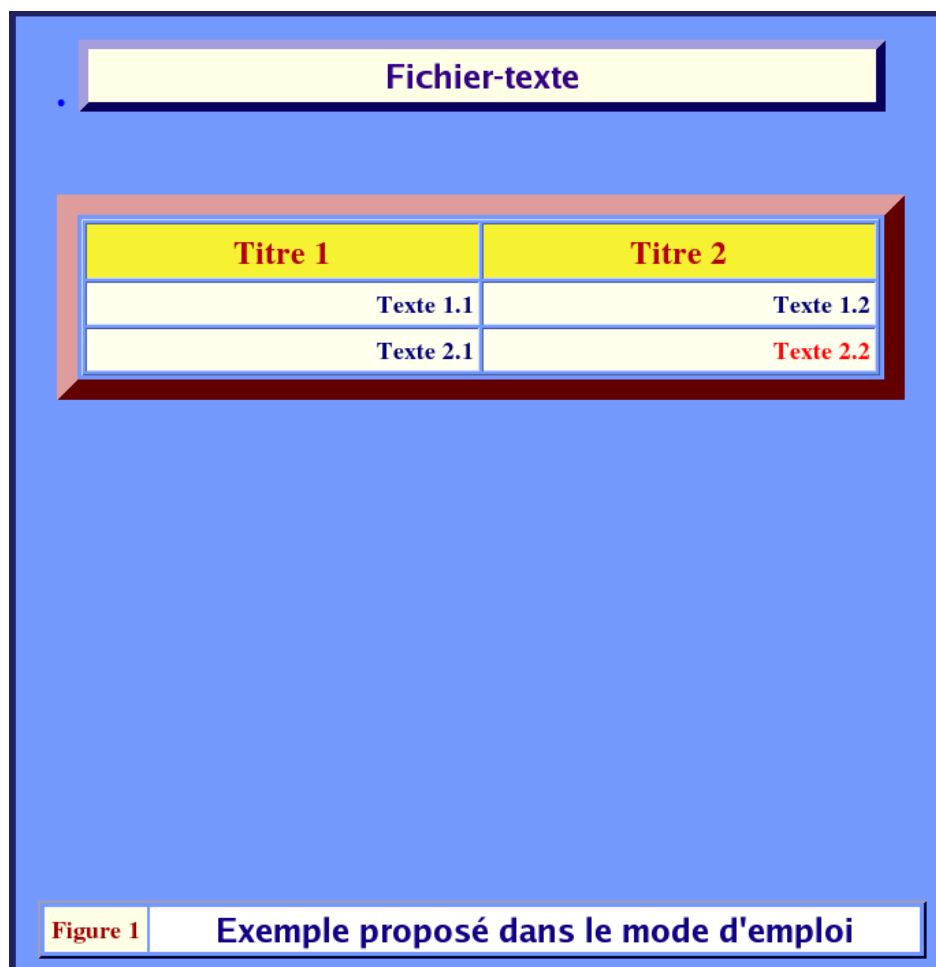 Fichier-texte
Titre 1 Titre 2
Texte 1.1 Texte 1.2
Texte 2.1 Texte 2.2
Figure 1 Exemple proposé dans le mode d'emploi